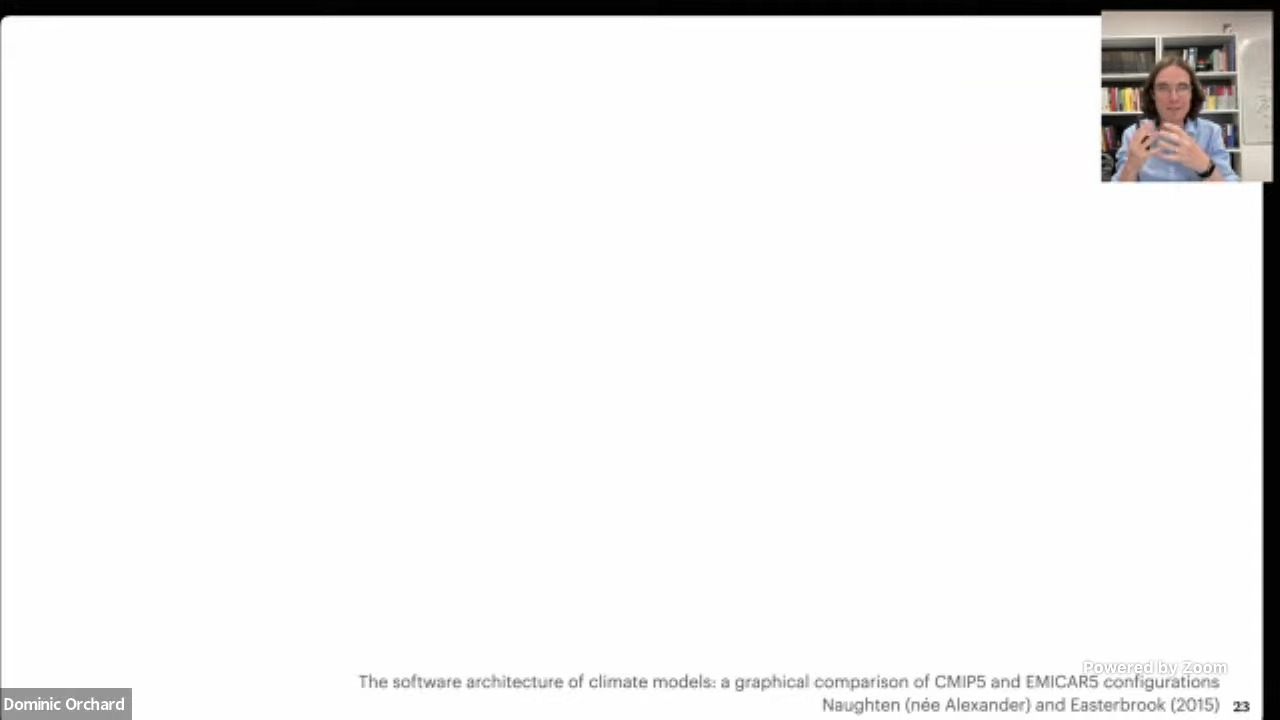 Powered by Zoom
The software architecture of climate models: a graphical comparison of CMIP5 and EMICAR5 configurations
Naughten (née Alexander) and Easterbrook (2015) 23
Dominic Orchard